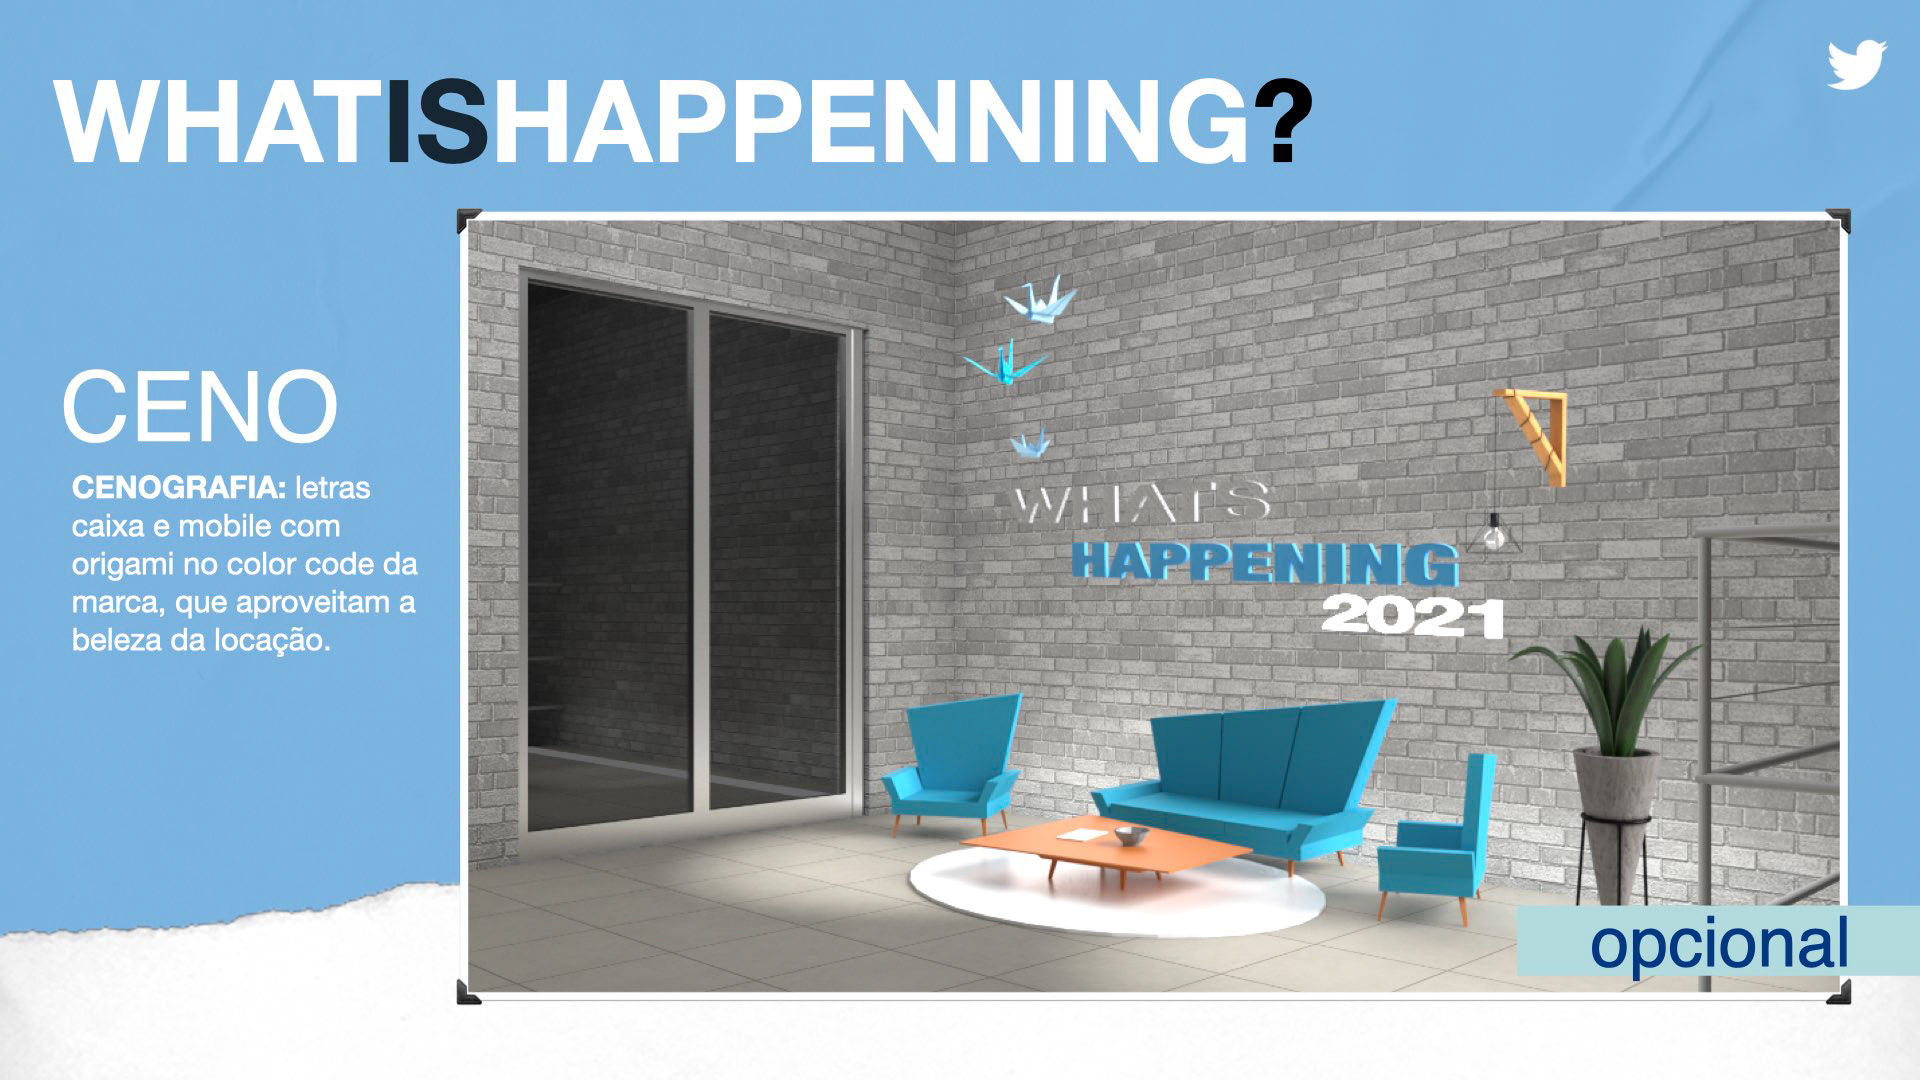 WHATISHAPPENNING?
CENO
CENOGRAFIA: letras
caixa e mobile com
origami no color code da
marca, que aproveitam a
beleza da locação.
WHAT'S
HAPPENING
2021
opcional